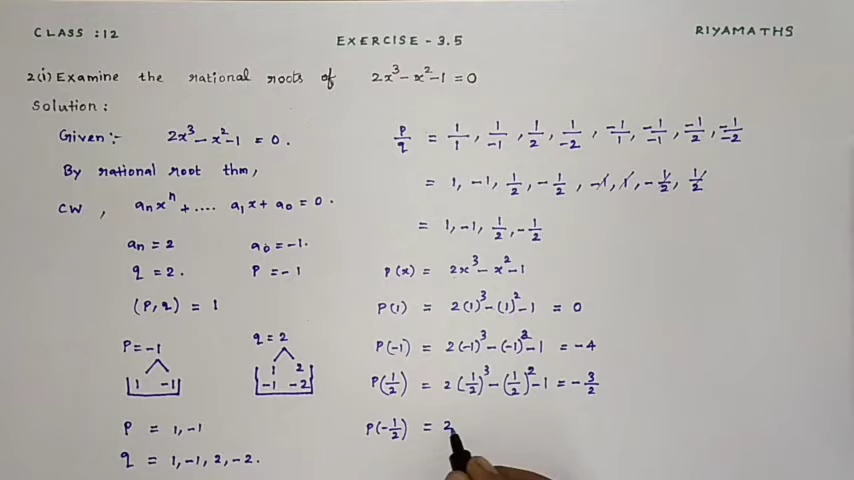 CLASS : 12
EXERCISE - 3.5
RIYAMATHS
2(i) Examine the rational roots of 2x³ - x² - 1 = 0
Solution :
Given :- 2x³ - x² - 1 = 0.
By rational root thm,
CW , aₙxⁿ + .... a₁x + a₀ = 0.
aₙ = 2 a₀ = -1.
q = 2. P = -1
(P, q) = 1
P = -1 q = 2
1 -1 1 2
-1 -2
P = 1, -1
q = 1, -1, 2, -2.
P/q = 1/1, 1/-1, 1/2, 1/-2, -1/1, -1/-1, -1/2, -1/-2
= 1, -1, 1/2, -1/2, -1, 1, -1/2, 1/2
= 1, -1, 1/2, -1/2
P(x) = 2x³ - x² - 1
P(1) = 2(1)³ - (1)² - 1 = 0
P(-1) = 2(-1)³ - (-1)² - 1 = -4
P(1/2) = 2(1/2)³ - (1/2)² - 1 = -3/2
P(-1/2) = 2